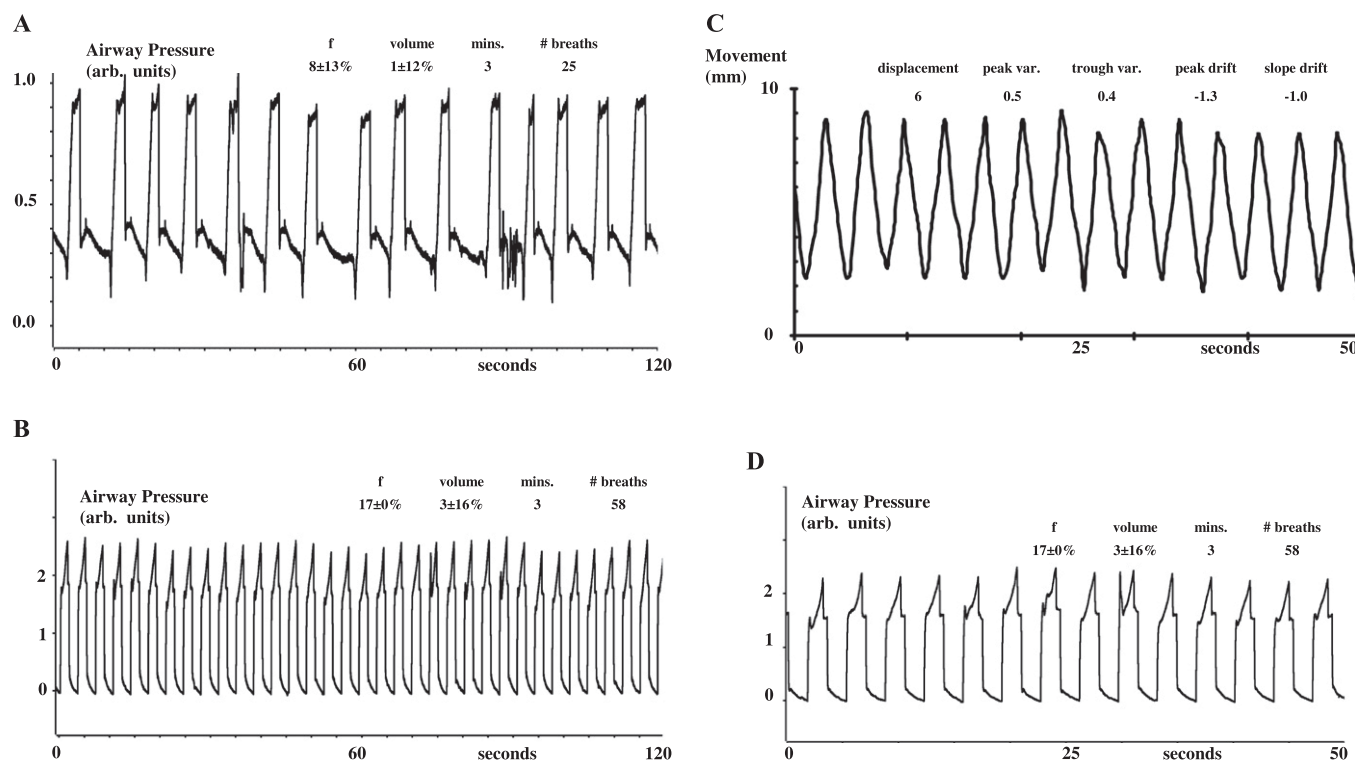 A
Airway Pressure
(arb. units)
f volume mins. # breaths
8±13% 1±12% 3 25
1.0
0.5
0.0
0 60 seconds 120
B
Airway Pressure
(arb. units)
f volume mins. # breaths
17±0% 3±16% 3 58
2
1
0
0 60 seconds 120
C
Movement
(mm)
displacement peak var. trough var. peak drift slope drift
6 0.5 0.4 -1.3 -1.0
10
0
0 25 seconds 50
D
Airway Pressure
(arb. units)
f volume mins. # breaths
17±0% 3±16% 3 58
2
1
0
0 25 seconds 50